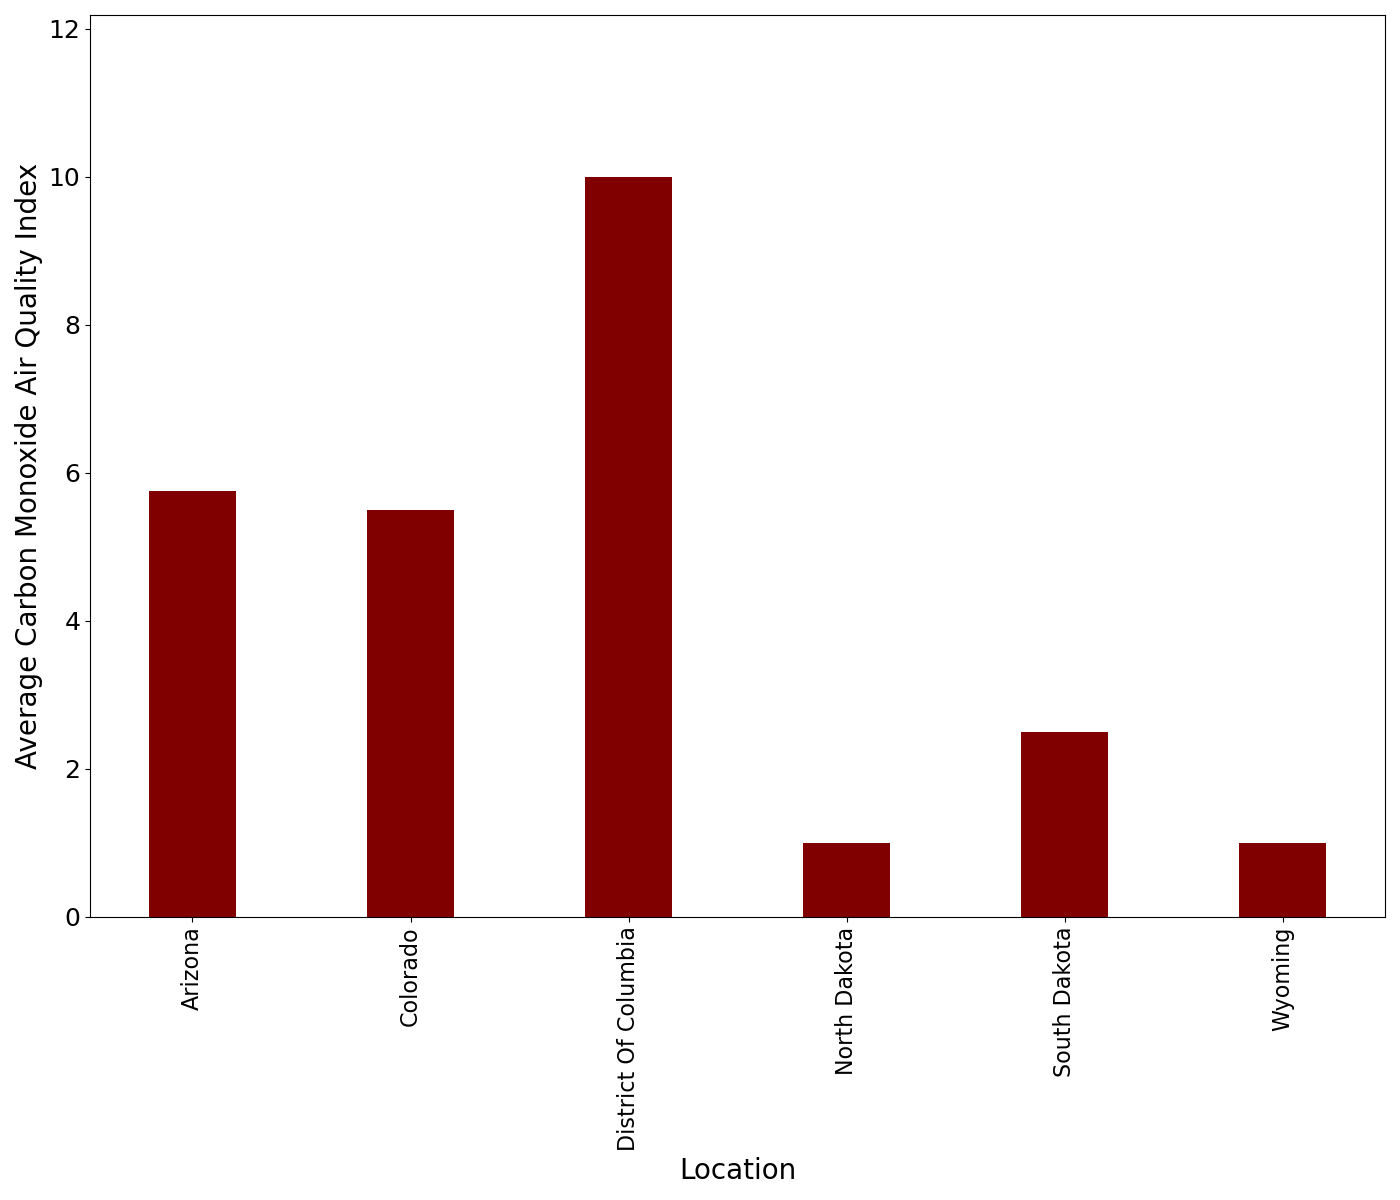 12
10
8
6
4
2
0
Average Carbon Monoxide Air Quality Index
Arizona
Colorado
District Of Columbia
North Dakota
South Dakota
Wyoming
Location